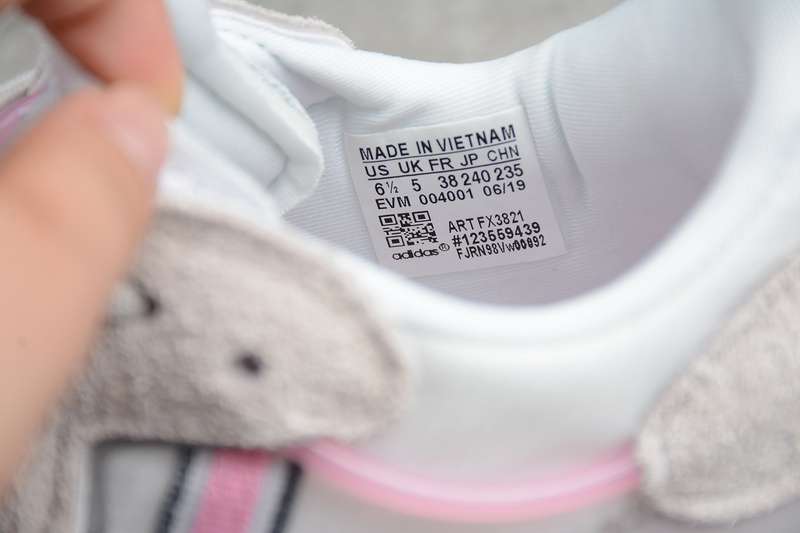 MADE IN VIETNAM
US UK FR JP CHN
6½ 5 38 240 235
EVM 004001 06/19
ART FX3821
#123559439
adidas® FJRN98Vw00892